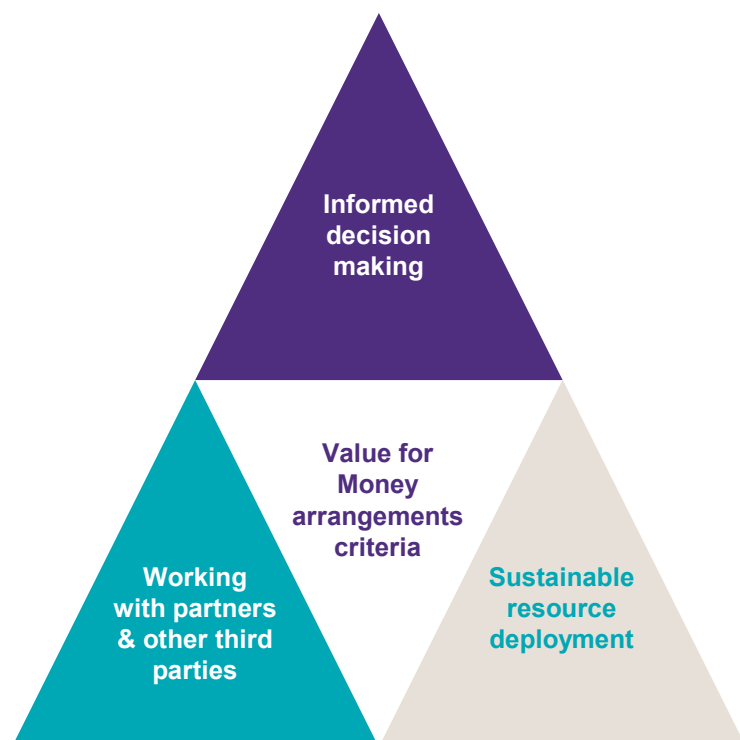 Informed
decision
making
Value for
Money
arrangements
criteria
Working
with partners
& other third
parties
Sustainable
resource
deployment